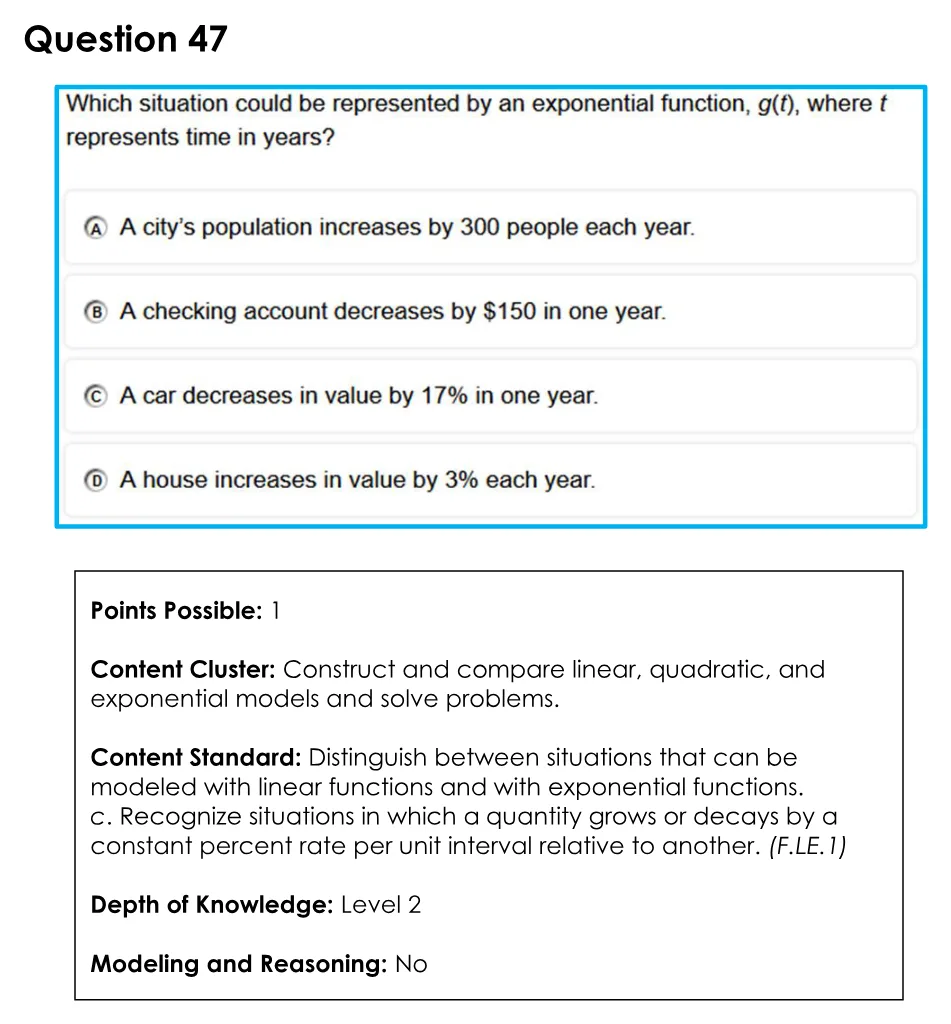 Question 47
Which situation could be represented by an exponential function, g(t), where t
represents time in years?
Ⓐ A city's population increases by 300 people each year.
Ⓑ A checking account decreases by $150 in one year.
Ⓒ A car decreases in value by 17% in one year.
Ⓓ A house increases in value by 3% each year.
Points Possible: 1
Content Cluster: Construct and compare linear, quadratic, and
exponential models and solve problems.
Content Standard: Distinguish between situations that can be
modeled with linear functions and with exponential functions.
c. Recognize situations in which a quantity grows or decays by a
constant percent rate per unit interval relative to another. (F.LE.1)
Depth of Knowledge: Level 2
Modeling and Reasoning: No